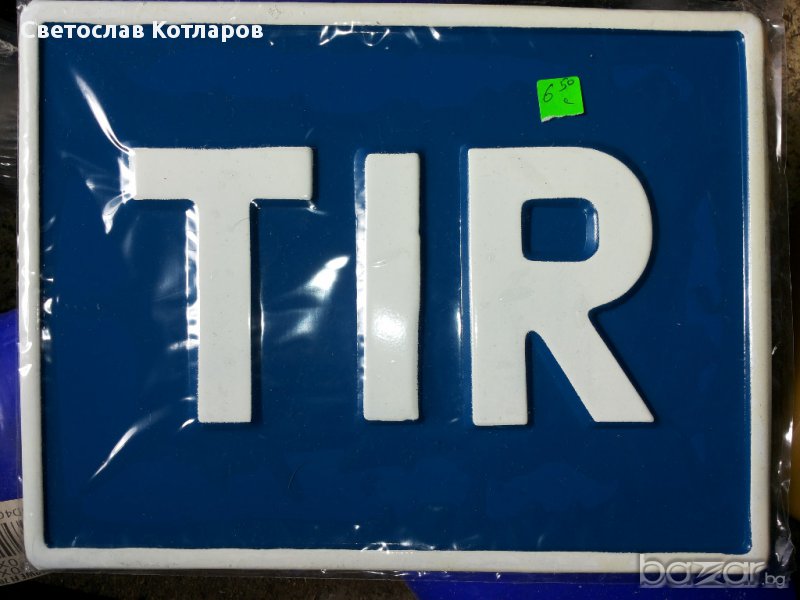 Светослав Котларов
6 50
TIR
bazar.bg